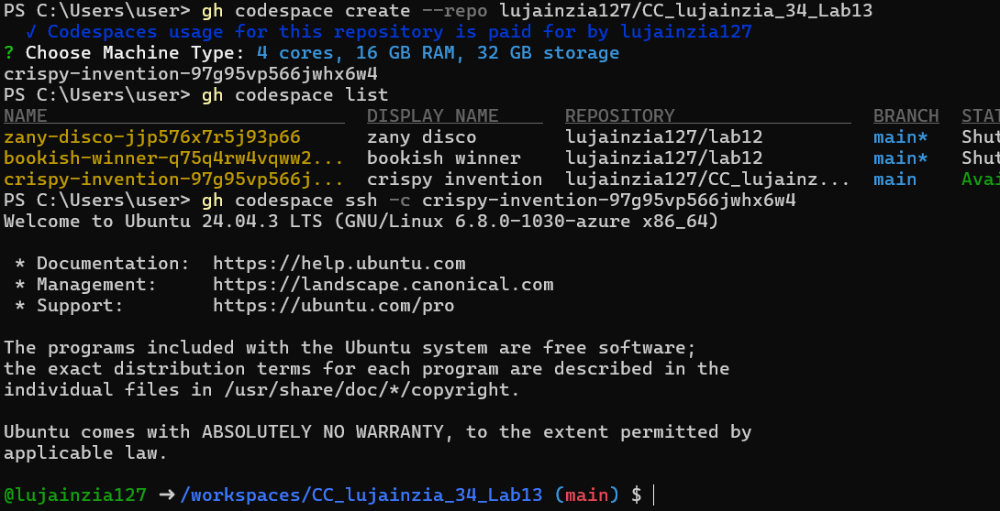 PS C:\Users\user> gh codespace create --repo lujainzia127/CC_lujainzia_34_Lab13
✓ Codespaces usage for this repository is paid for by lujainzia127
? Choose Machine Type: 4 cores, 16 GB RAM, 32 GB storage
crispy-invention-97g95vp566jwhx6w4
PS C:\Users\user> gh codespace list
NAME DISPLAY NAME REPOSITORY BRANCH STAT
zany-disco-jjp576x7r5j93p66 zany disco lujainzia127/lab12 main* Shut
bookish-winner-q75q4rw4vqww2... bookish winner lujainzia127/lab12 main* Shut
crispy-invention-97g95vp566j... crispy invention lujainzia127/CC_lujainz... main Avai
PS C:\Users\user> gh codespace ssh -c crispy-invention-97g95vp566jwhx6w4
Welcome to Ubuntu 24.04.3 LTS (GNU/Linux 6.8.0-1030-azure x86_64)
* Documentation: https://help.ubuntu.com
* Management: https://landscape.canonical.com
* Support: https://ubuntu.com/pro
The programs included with the Ubuntu system are free software;
the exact distribution terms for each program are described in the
individual files in /usr/share/doc/*/copyright.
Ubuntu comes with ABSOLUTELY NO WARRANTY, to the extent permitted by
applicable law.
@lujainzia127 ➜ /workspaces/CC_lujainzia_34_Lab13 (main) $